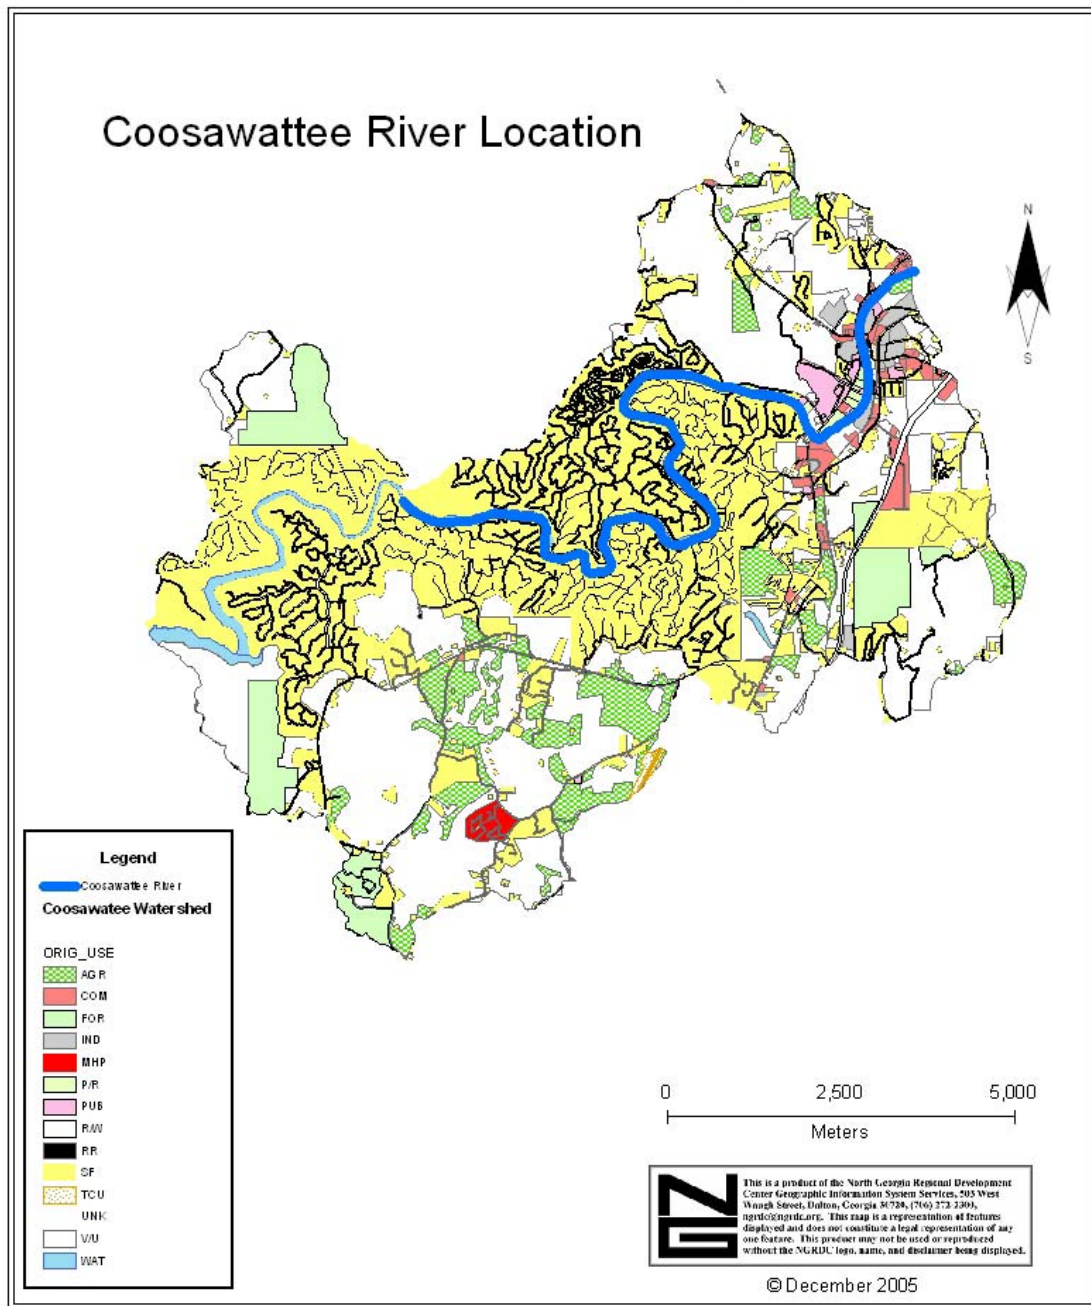 Coosawattee River Location
N
S
Legend
Coosawattee River
Coosawatee Watershed
ORIG_USE
AGR
COM
FOR
IND
MHP
P/R
PUB
R/W
RR
SF
TCU
UNK
V/U
WAT
0 2,500 5,000
Meters
NG
This is a product of the North Georgia Regional Development
Center Geographic Information System Services, 503 West
Waugh Street, Dalton, Georgia 30720, (706) 272-2300,
ngrdc@ngrdc.org. This map is a representation of features
displayed and does not constitute a legal representation of any
one feature. This product may not be used or reproduced
without the NGRDC logo, name, and disclaimer being displayed.
© December 2005